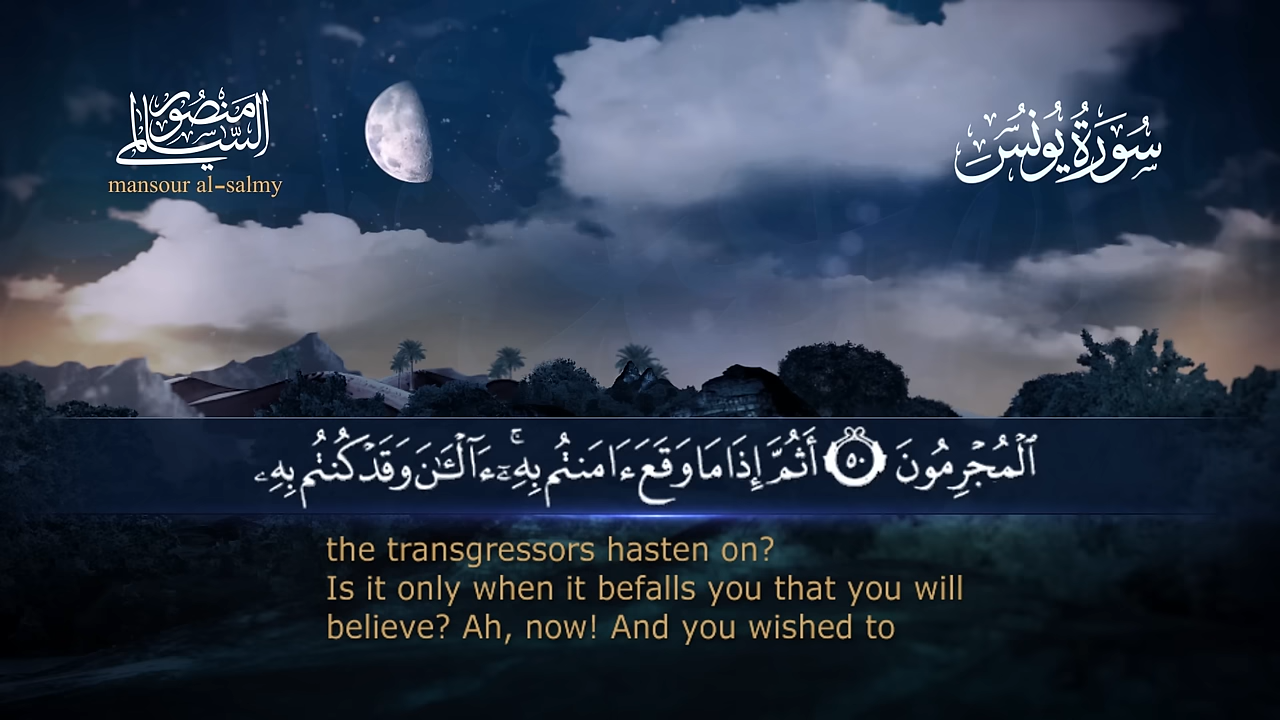 منصور السالمي
mansour al-salmy
سُورَةُ يُونُسَ
ٱلْمُجْرِمُونَ ۝٥٠ أَثُمَّ إِذَا مَا وَقَعَ ءَامَنتُم بِهِۦٓ ۚ ءَآلْـَٰٔنَ وَقَدْ كُنتُم بِهِۦ
the transgressors hasten on?
Is it only when it befalls you that you will
believe? Ah, now! And you wished to